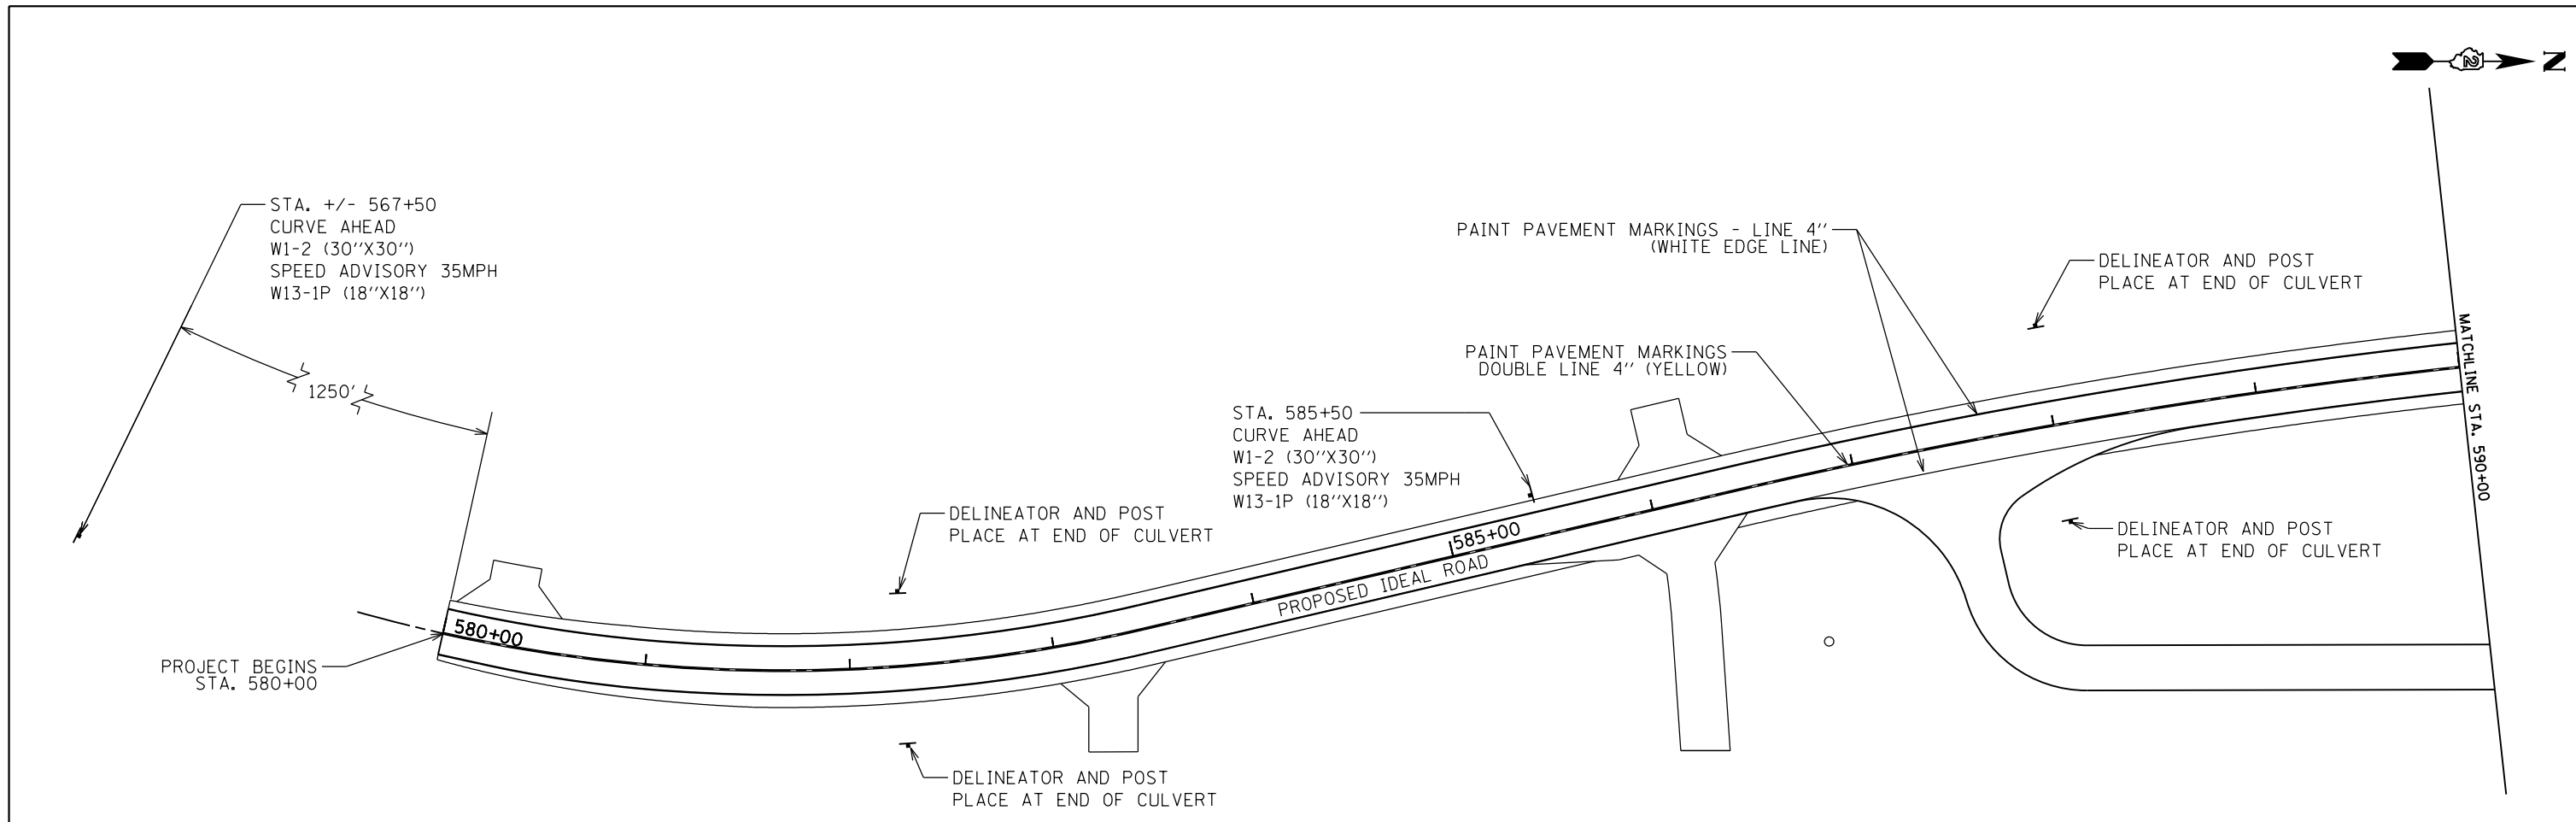 N
2
STA. +/- 567+50
CURVE AHEAD
W1-2 (30''X30'')
SPEED ADVISORY 35MPH
W13-1P (18''X18'')
1250'
PROJECT BEGINS
STA. 580+00
580+00
DELINEATOR AND POST
PLACE AT END OF CULVERT
DELINEATOR AND POST
PLACE AT END OF CULVERT
STA. 585+50
CURVE AHEAD
W1-2 (30''X30'')
SPEED ADVISORY 35MPH
W13-1P (18''X18'')
585+00
PROPOSED IDEAL ROAD
PAINT PAVEMENT MARKINGS - LINE 4''
(WHITE EDGE LINE)
PAINT PAVEMENT MARKINGS
DOUBLE LINE 4'' (YELLOW)
DELINEATOR AND POST
PLACE AT END OF CULVERT
DELINEATOR AND POST
PLACE AT END OF CULVERT
MATCHLINE STA. 590+00